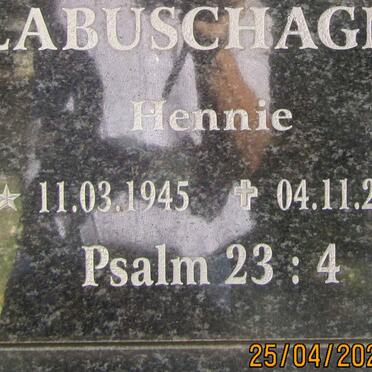 LABUSCHAGN
Hennie
11.03.1945 04.11.2
Psalm 23 : 4
25/04/202